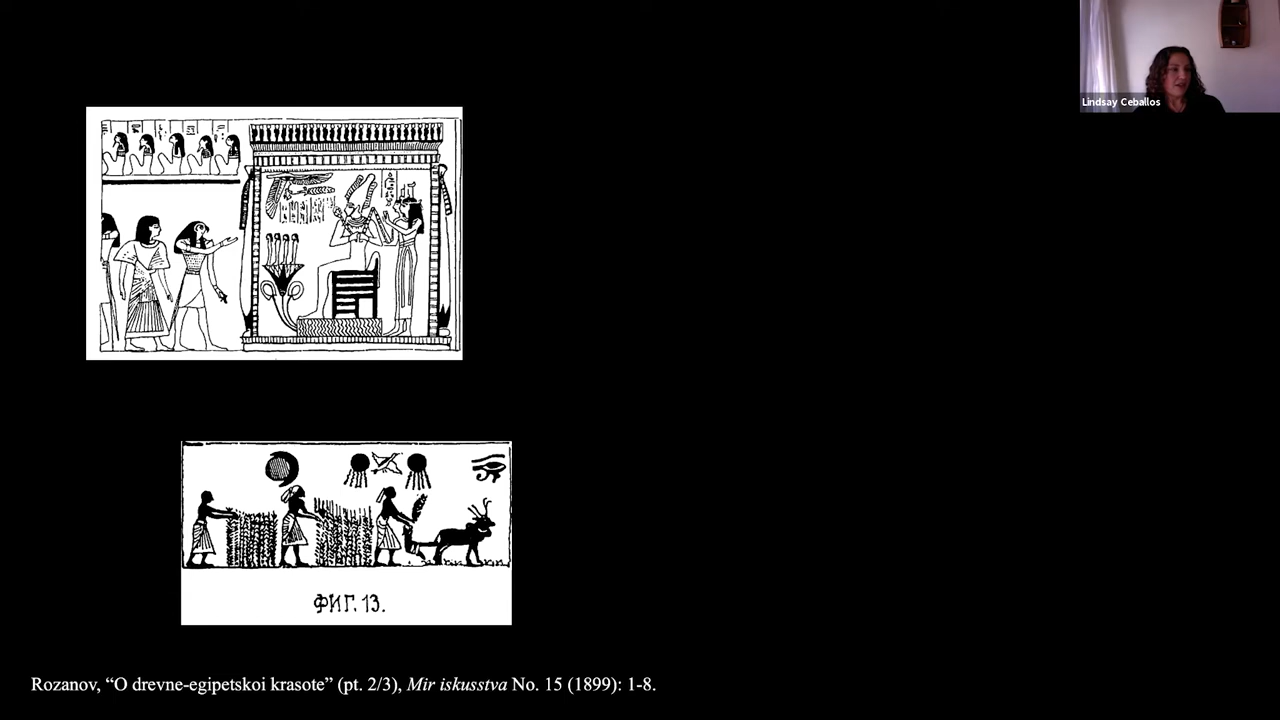 Lindsay Ceballos
ФИГ. 13.
Rozanov, “O drevne-egipetskoi krasote” (pt. 2/3), Mir iskusstva No. 15 (1899): 1-8.